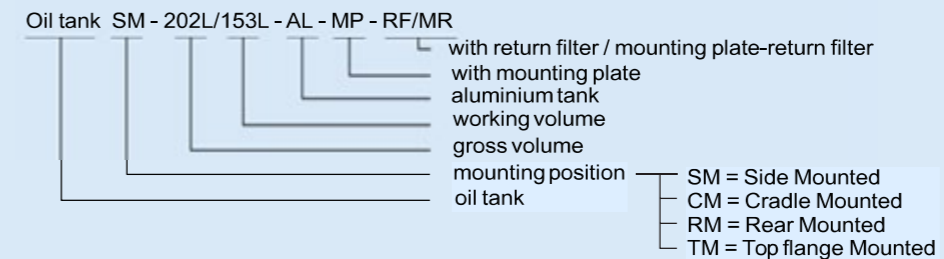 Oil tank SM - 202L/153L - AL - MP - RF/MR
with return filter / mounting plate-return filter
with mounting plate
aluminium tank
working volume
gross volume
mounting position
oil tank
SM = Side Mounted
CM = Cradle Mounted
RM = Rear Mounted
TM = Top flange Mounted